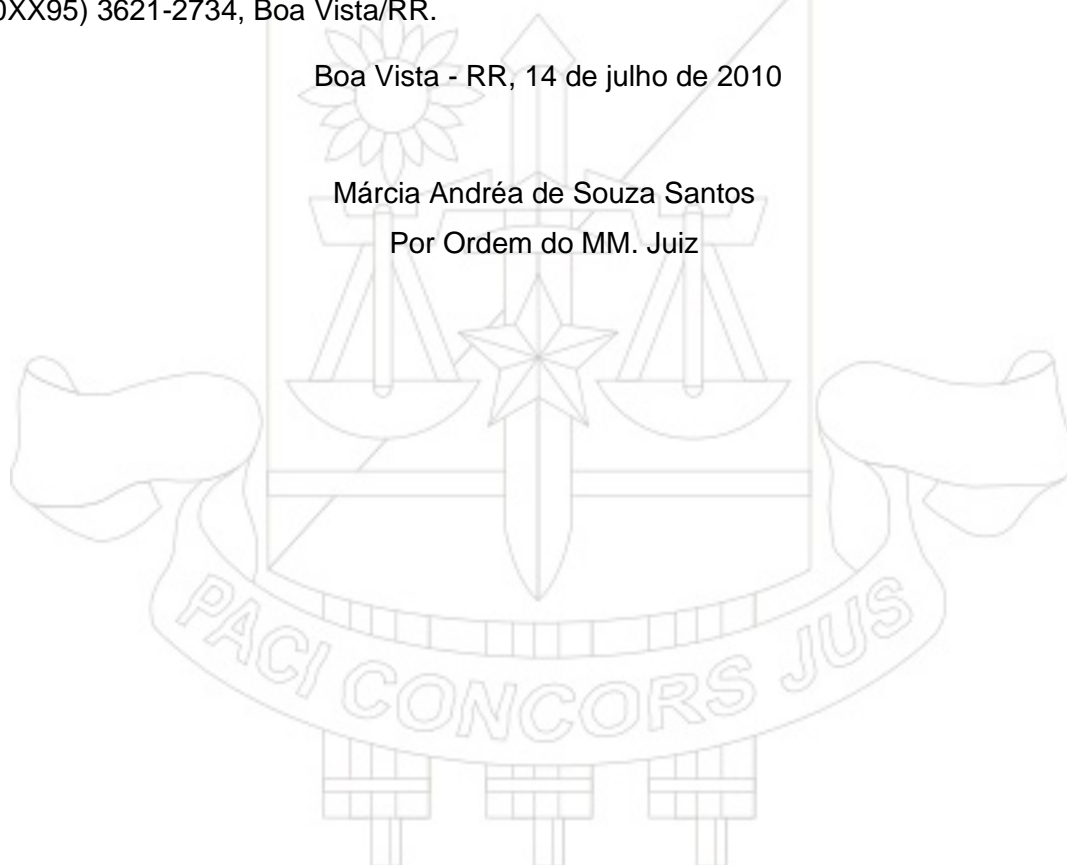 0XX95) 3621-2734, Boa Vista/RR.
Boa Vista - RR, 14 de julho de 2010
Márcia Andréa de Souza Santos
Por Ordem do MM. Juiz
PACI CONCORS JUS